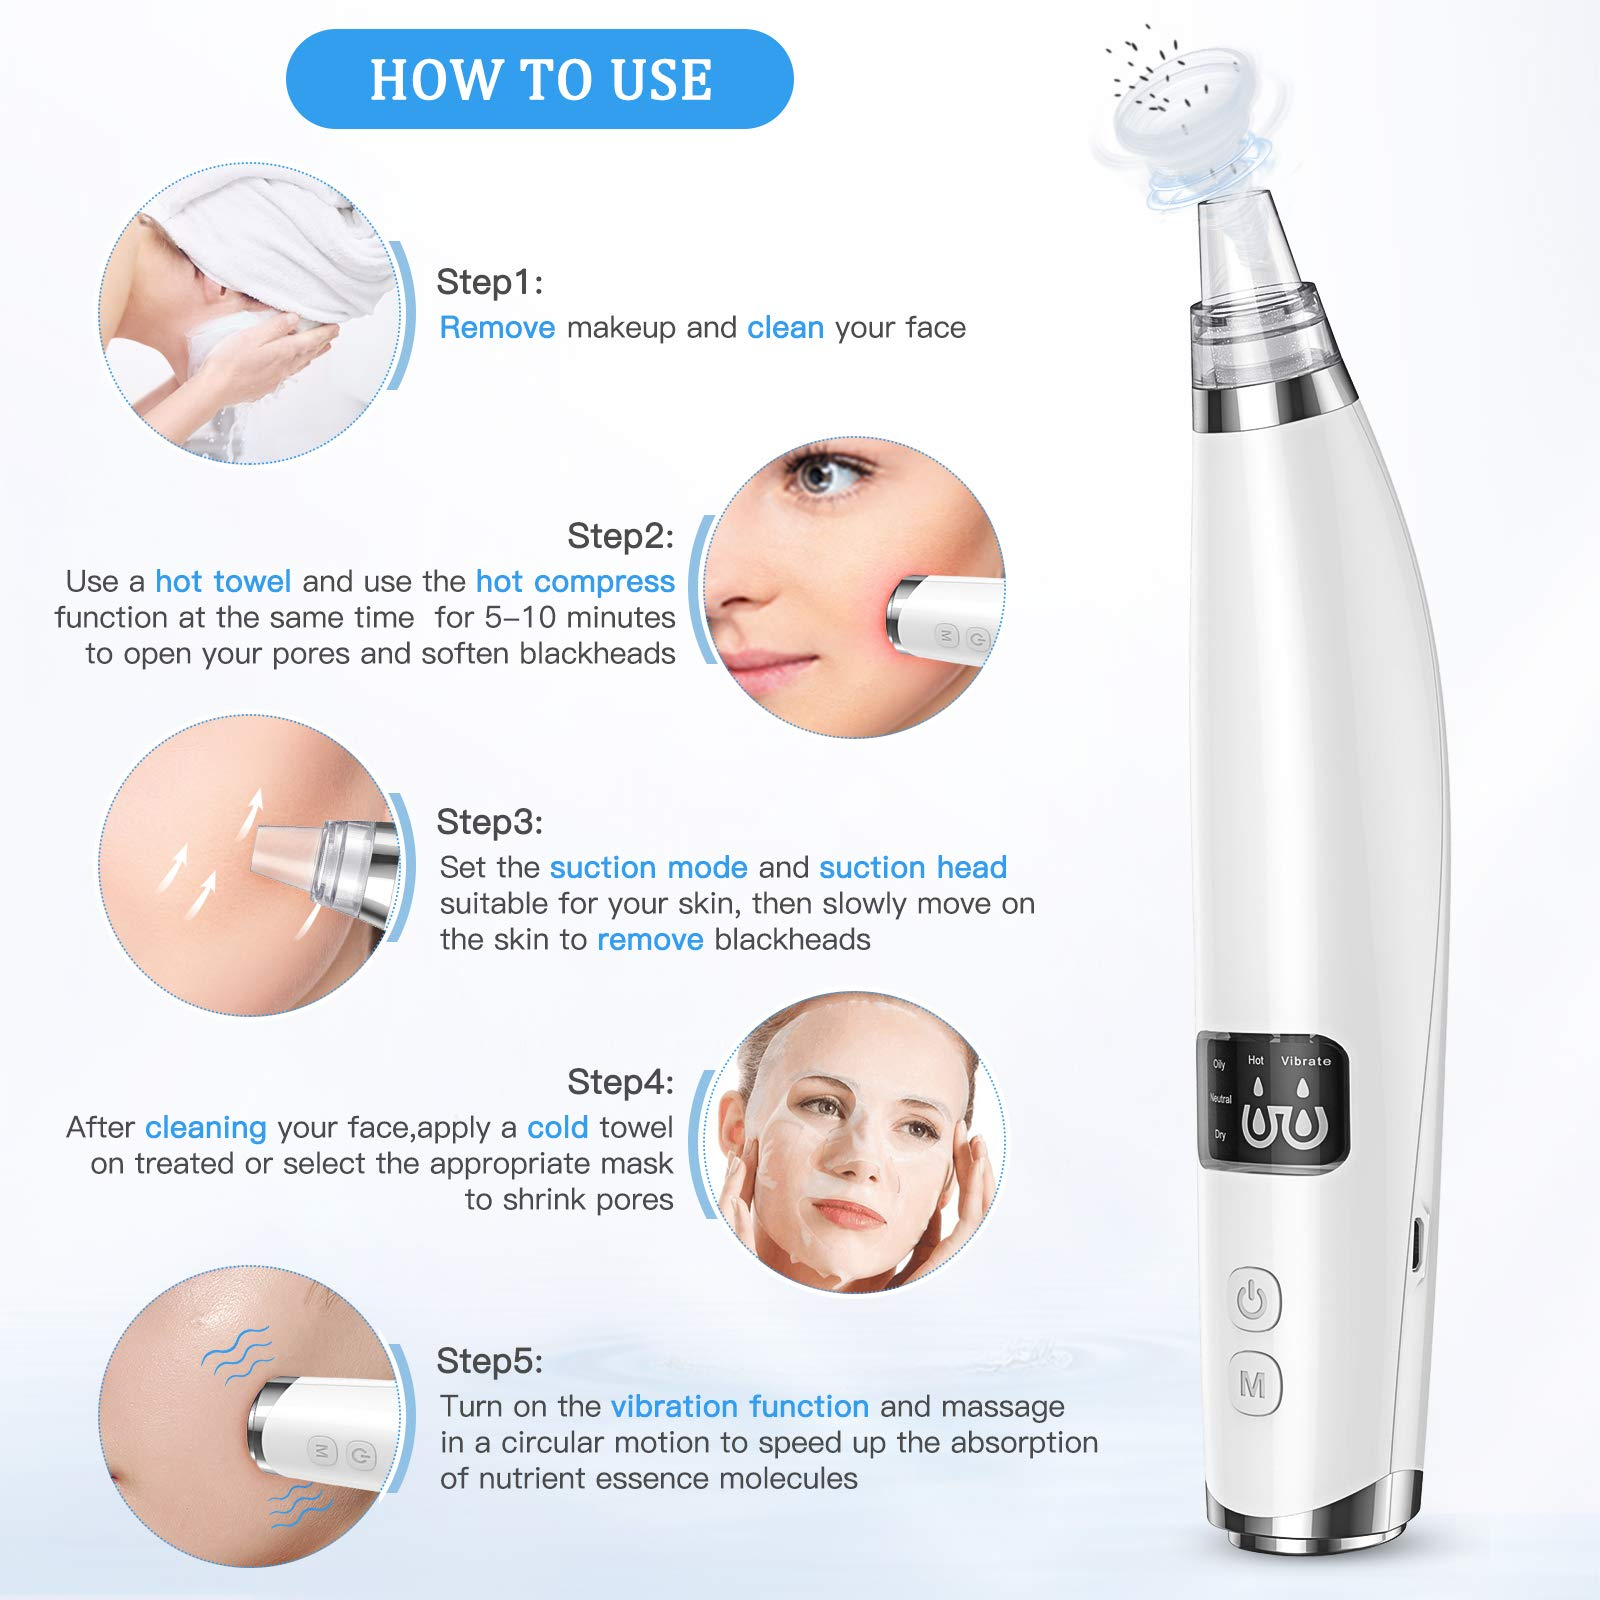 HOW TO USE
Step1:
Remove makeup and clean your face
Step2:
Use a hot towel and use the hot compress
function at the same time for 5-10 minutes
to open your pores and soften blackheads
M
Step3:
Set the suction mode and suction head
suitable for your skin, then slowly move on
the skin to remove blackheads
Step4:
After cleaning your face,apply a cold towel
on treated or select the appropriate mask
to shrink pores
Step5:
Turn on the vibration function and massage
in a circular motion to speed up the absorption
of nutrient essence molecules
M
Oily Hot Vibrate
Neutral
Dry
M